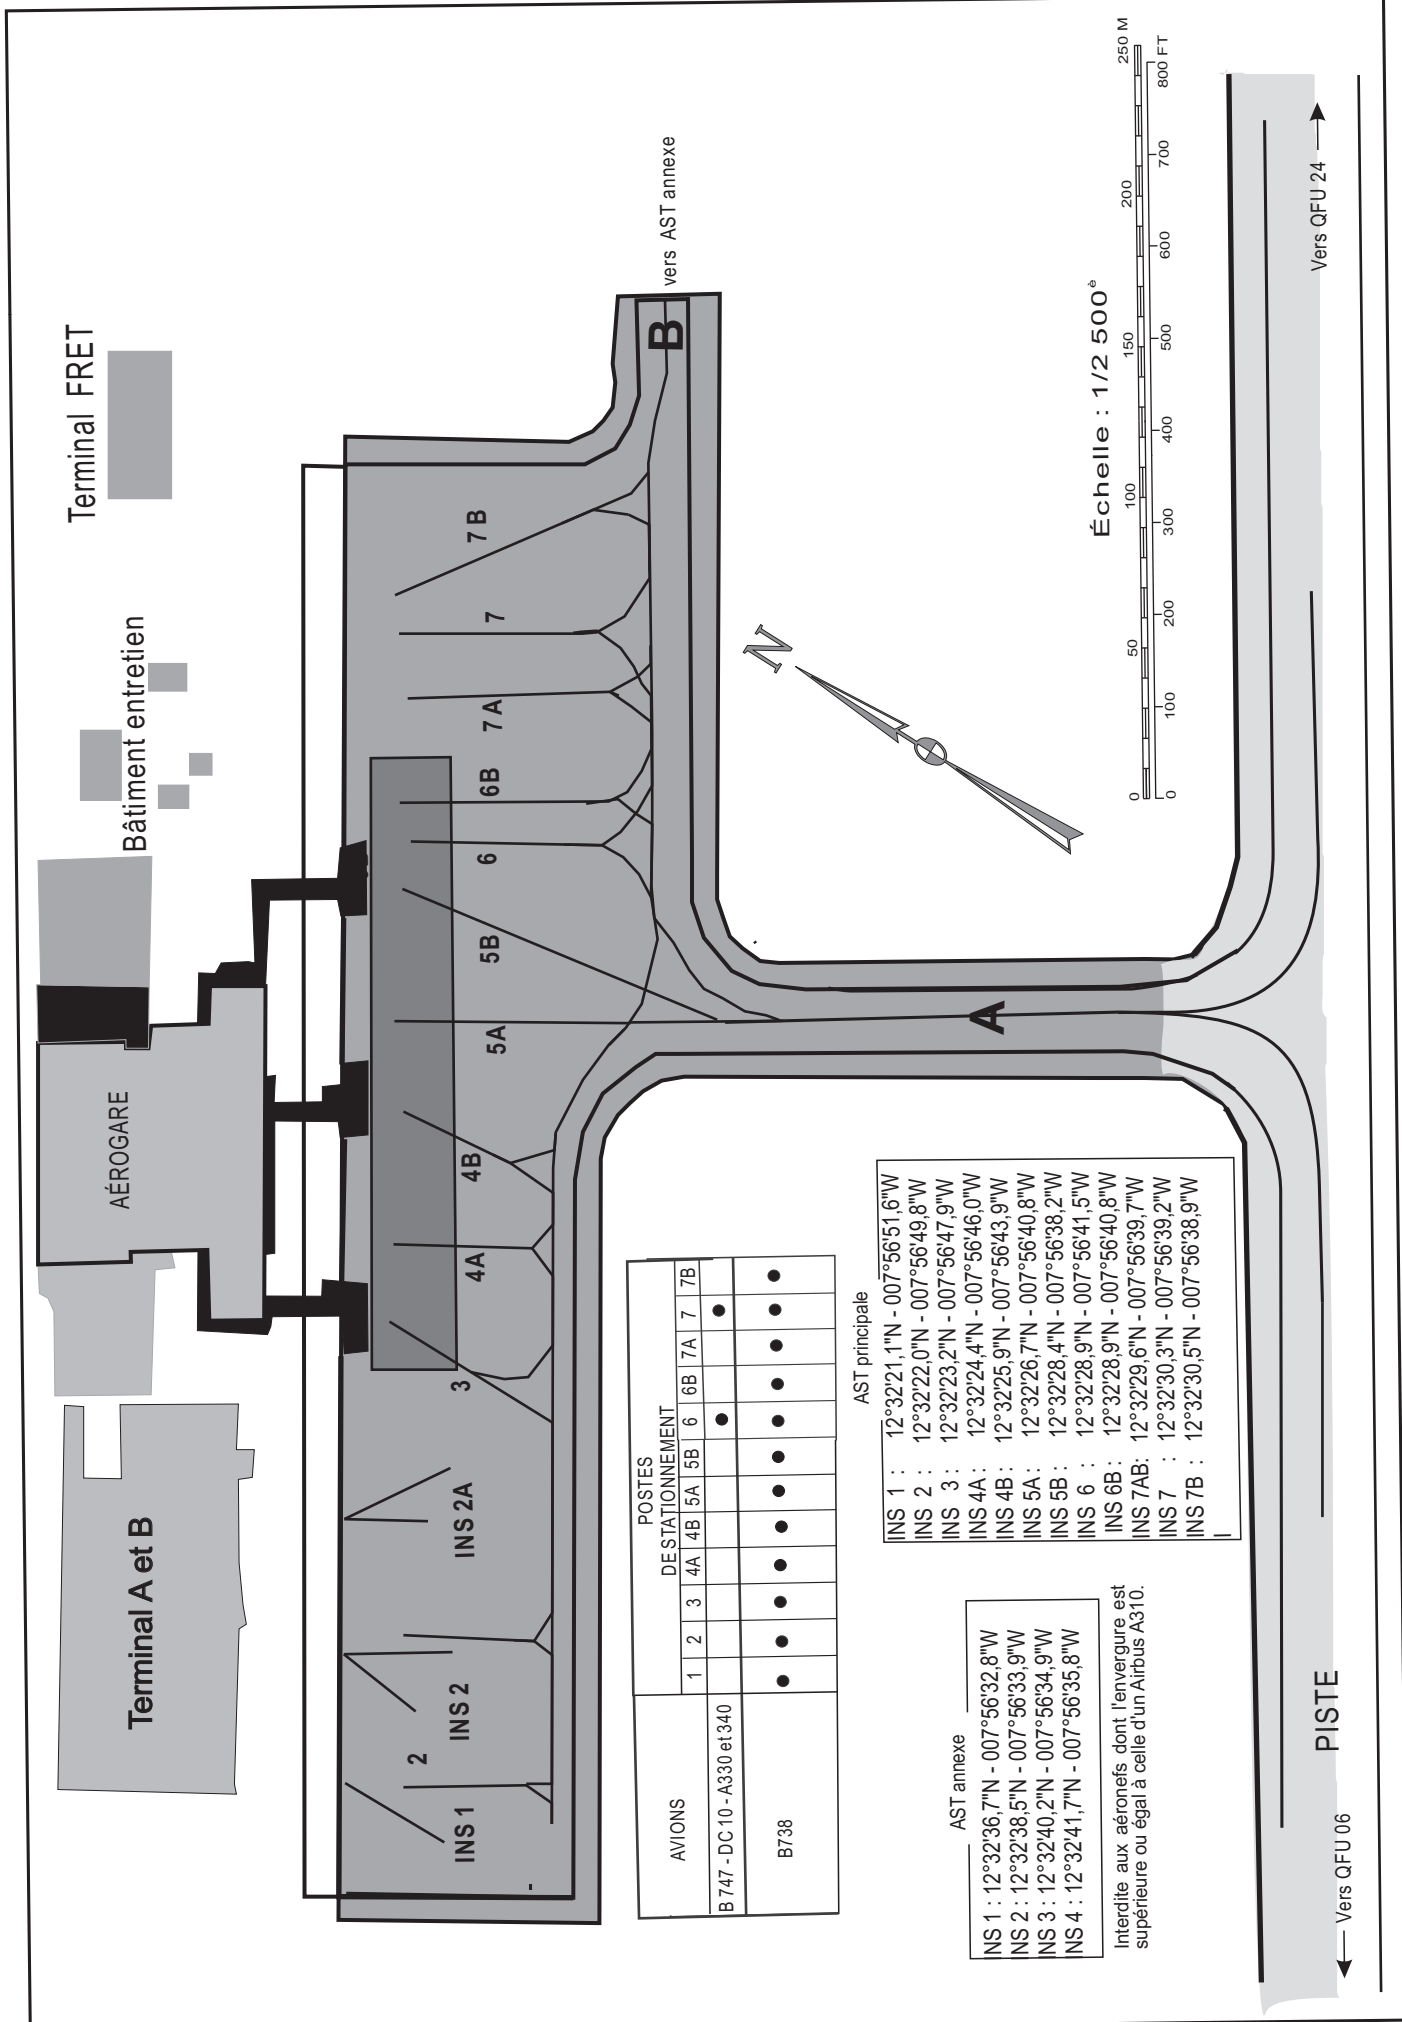 Terminal FRET
Bâtiment entretien
AÉROGARE
Terminal A et B
vers AST annexe
B
7 B
7
7 A
6B
6
5B
5A
4B
4A
3
INS 2A
INS 2
2
INS 1
A
N
Échelle : 1/2 500è
0 50 100 150 200 250 M
0 100 200 300 400 500 600 700 800 FT
Vers QFU 24
PISTE
Vers QFU 06
AVIONS
POSTES
DE STATIONNEMENT
1 2 3 4A 4B 5A 5B 6 6B 7A 7 7B
B 747 - DC 10 - A330 et 340 ● ●
B738 ● ● ● ● ● ● ● ● ● ● ● ●
AST principale
INS 1 : 12°32'21,1"N - 007°56'51,6"W
INS 2 : 12°32'22,0"N - 007°56'49,8"W
INS 3 : 12°32'23,2"N - 007°56'47,9"W
INS 4A : 12°32'24,4"N - 007°56'46,0"W
INS 4B : 12°32'25,9"N - 007°56'43,9"W
INS 5A : 12°32'26,7"N - 007°56'40,8"W
INS 5B : 12°32'28,4"N - 007°56'38,2"W
INS 6 : 12°32'28,9"N - 007°56'41,5"W
INS 6B : 12°32'28,9"N - 007°56'40,8"W
INS 7AB: 12°32'29,6"N - 007°56'39,7"W
INS 7 : 12°32'30,3"N - 007°56'39,2"W
INS 7B : 12°32'30,5"N - 007°56'38,9"W
I
AST annexe
INS 1 : 12°32'36,7"N - 007°56'32,8"W
INS 2 : 12°32'38,5"N - 007°56'33,9"W
INS 3 : 12°32'40,2"N - 007°56'34,9"W
INS 4 : 12°32'41,7"N - 007°56'35,8"W
Interdite aux aéronefs dont l'envergure est
supérieure ou égal à celle d'un Airbus A310.